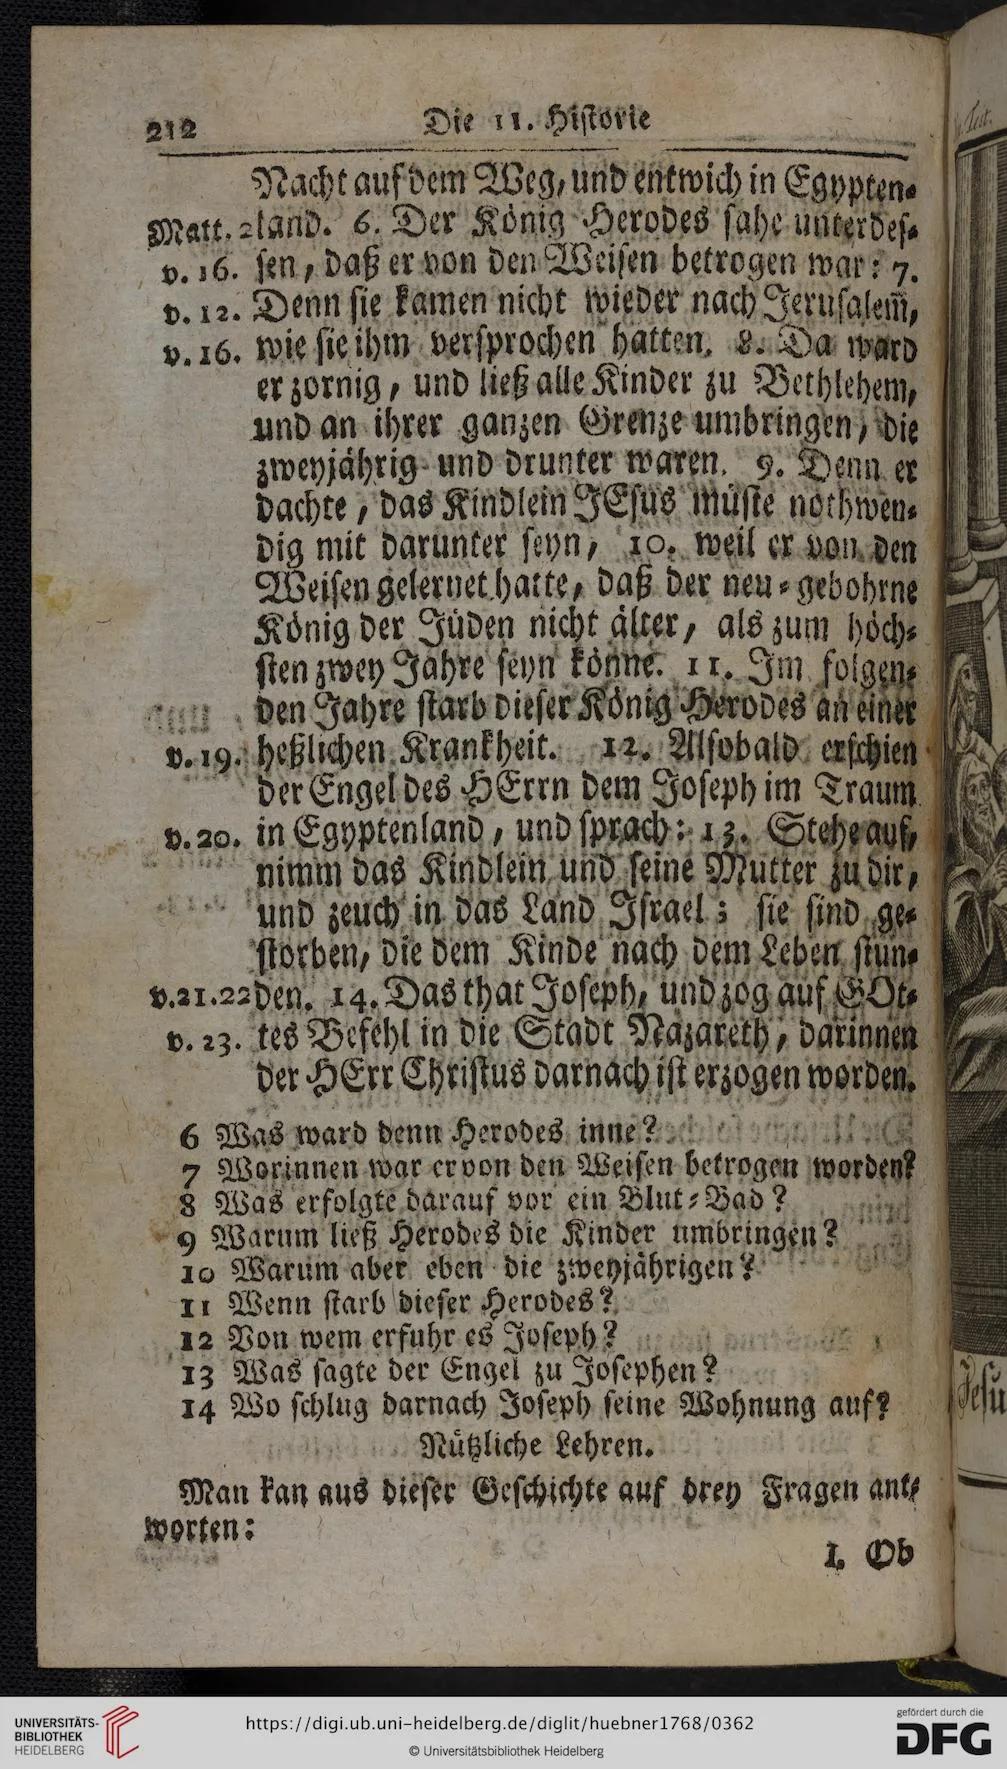 212 Die 11. Historie
Nacht auf dem Weg, und entwich in Egypten-
Matt. 2 land. 6. Der König Herodes sahe unterdes-
v. 16. sen, daß er von den Weisen betrogen war: 7.
v. 12. Denn sie kamen nicht wieder nach Jerusalem̃,
v. 16. wie sie ihm versprochen hatten. 8. Da ward
er zornig, und ließ alle Kinder zu Bethlehem,
und an ihrer ganzen Grenze umbringen, die
zweyjährig und drunter waren. 9. Denn er
dachte, das Kindlein JEsus müste nothwen-
dig mit darunter seyn, 10. weil er von den
Weisen gelernet hatte, daß der neu-gebohrne
König der Jüden nicht älter, als zum höch-
sten zwey Jahre seyn könne. 11. Im folgen-
den Jahre starb dieser König Herodes an einer
v. 19. heßlichen Krankheit. 12. Alsobald erschien
der Engel des HErrn dem Joseph im Traum
v. 20. in Egyptenland, und sprach: 13. Stehe auf,
nimm das Kindlein und seine Mutter zu dir,
und zeuch in das Land Israel; sie sind ge-
storben, die dem Kinde nach dem Leben stun-
v. 21. 22 den. 14. Das that Joseph, und zog auf GOt-
v. 23. tes Befehl in die Stadt Nazareth, darinnen
der HErr Christus darnach ist erzogen worden.
6 Was ward denn Herodes inne?
7 Worinnen war er von den Weisen betrogen worden?
8 Was erfolgte darauf vor ein Blut-Bad?
9 Warum ließ Herodes die Kinder umbringen?
10 Warum aber eben die zweyjährigen?
11 Wenn starb dieser Herodes?
12 Von wem erfuhr es Joseph?
13 Was sagte der Engel zu Josephen?
14 Wo schlug darnach Joseph seine Wohnung auf?
Nützliche Lehren.
Man kan aus dieser Geschichte auf drey Fragen ant-
worten:
I. Ob
Jesu
UNIVERSITÄTS-
BIBLIOTHEK
HEIDELBERG
https://digi.ub.uni-heidelberg.de/diglit/huebner1768/0362
© Universitätsbibliothek Heidelberg
gefördert durch die
DFG